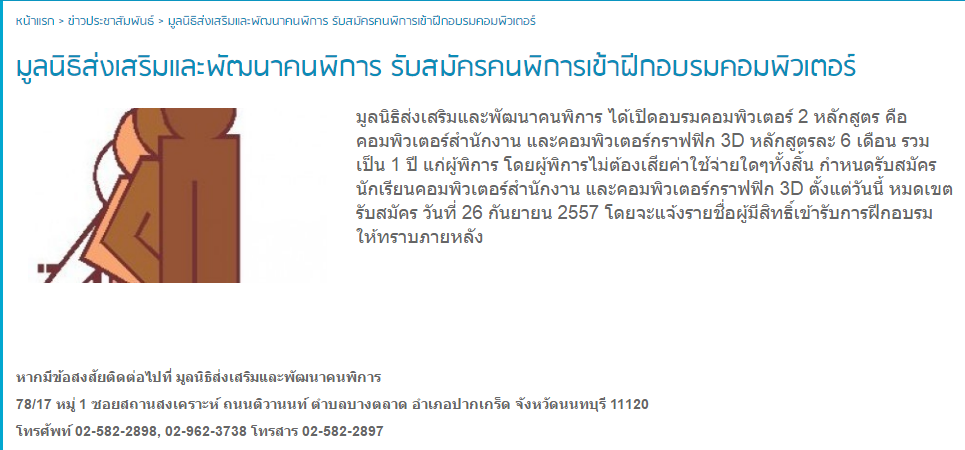 หน้าแรก > ข่าวประชาสัมพันธ์ > มูลนิธิส่งเสริมและพัฒนาคนพิการ รับสมัครคนพิการเข้าฝึกอบรมคอมพิวเตอร์
มูลนิธิส่งเสริมและพัฒนาคนพิการ รับสมัครคนพิการเข้าฝึกอบรมคอมพิวเตอร์
มูลนิธิส่งเสริมและพัฒนาคนพิการ ได้เปิดอบรมคอมพิวเตอร์ 2 หลักสูตร คือ
คอมพิวเตอร์สำนักงาน และคอมพิวเตอร์กราฟฟิก 3D หลักสูตรละ 6 เดือน รวม
เป็น 1 ปี แก่ผู้พิการ โดยผู้พิการไม่ต้องเสียค่าใช้จ่ายใดๆทั้งสิ้น กำหนดรับสมัคร
นักเรียนคอมพิวเตอร์สำนักงาน และคอมพิวเตอร์กราฟฟิก 3D ตั้งแต่วันนี้ หมดเขต
รับสมัคร วันที่ 26 กันยายน 2557 โดยจะแจ้งรายชื่อผู้มีสิทธิ์เข้ารับการฝึกอบรม
ให้ทราบภายหลัง
หากมีข้อสงสัยติดต่อไปที่ มูลนิธิส่งเสริมและพัฒนาคนพิการ
78/17 หมู่ 1 ซอยสถานสงเคราะห์ ถนนติวานนท์ ตำบลบางตลาด อำเภอปากเกร็ด จังหวัดนนทบุรี 11120
โทรศัพท์ 02-582-2898, 02-962-3738 โทรสาร 02-582-2897